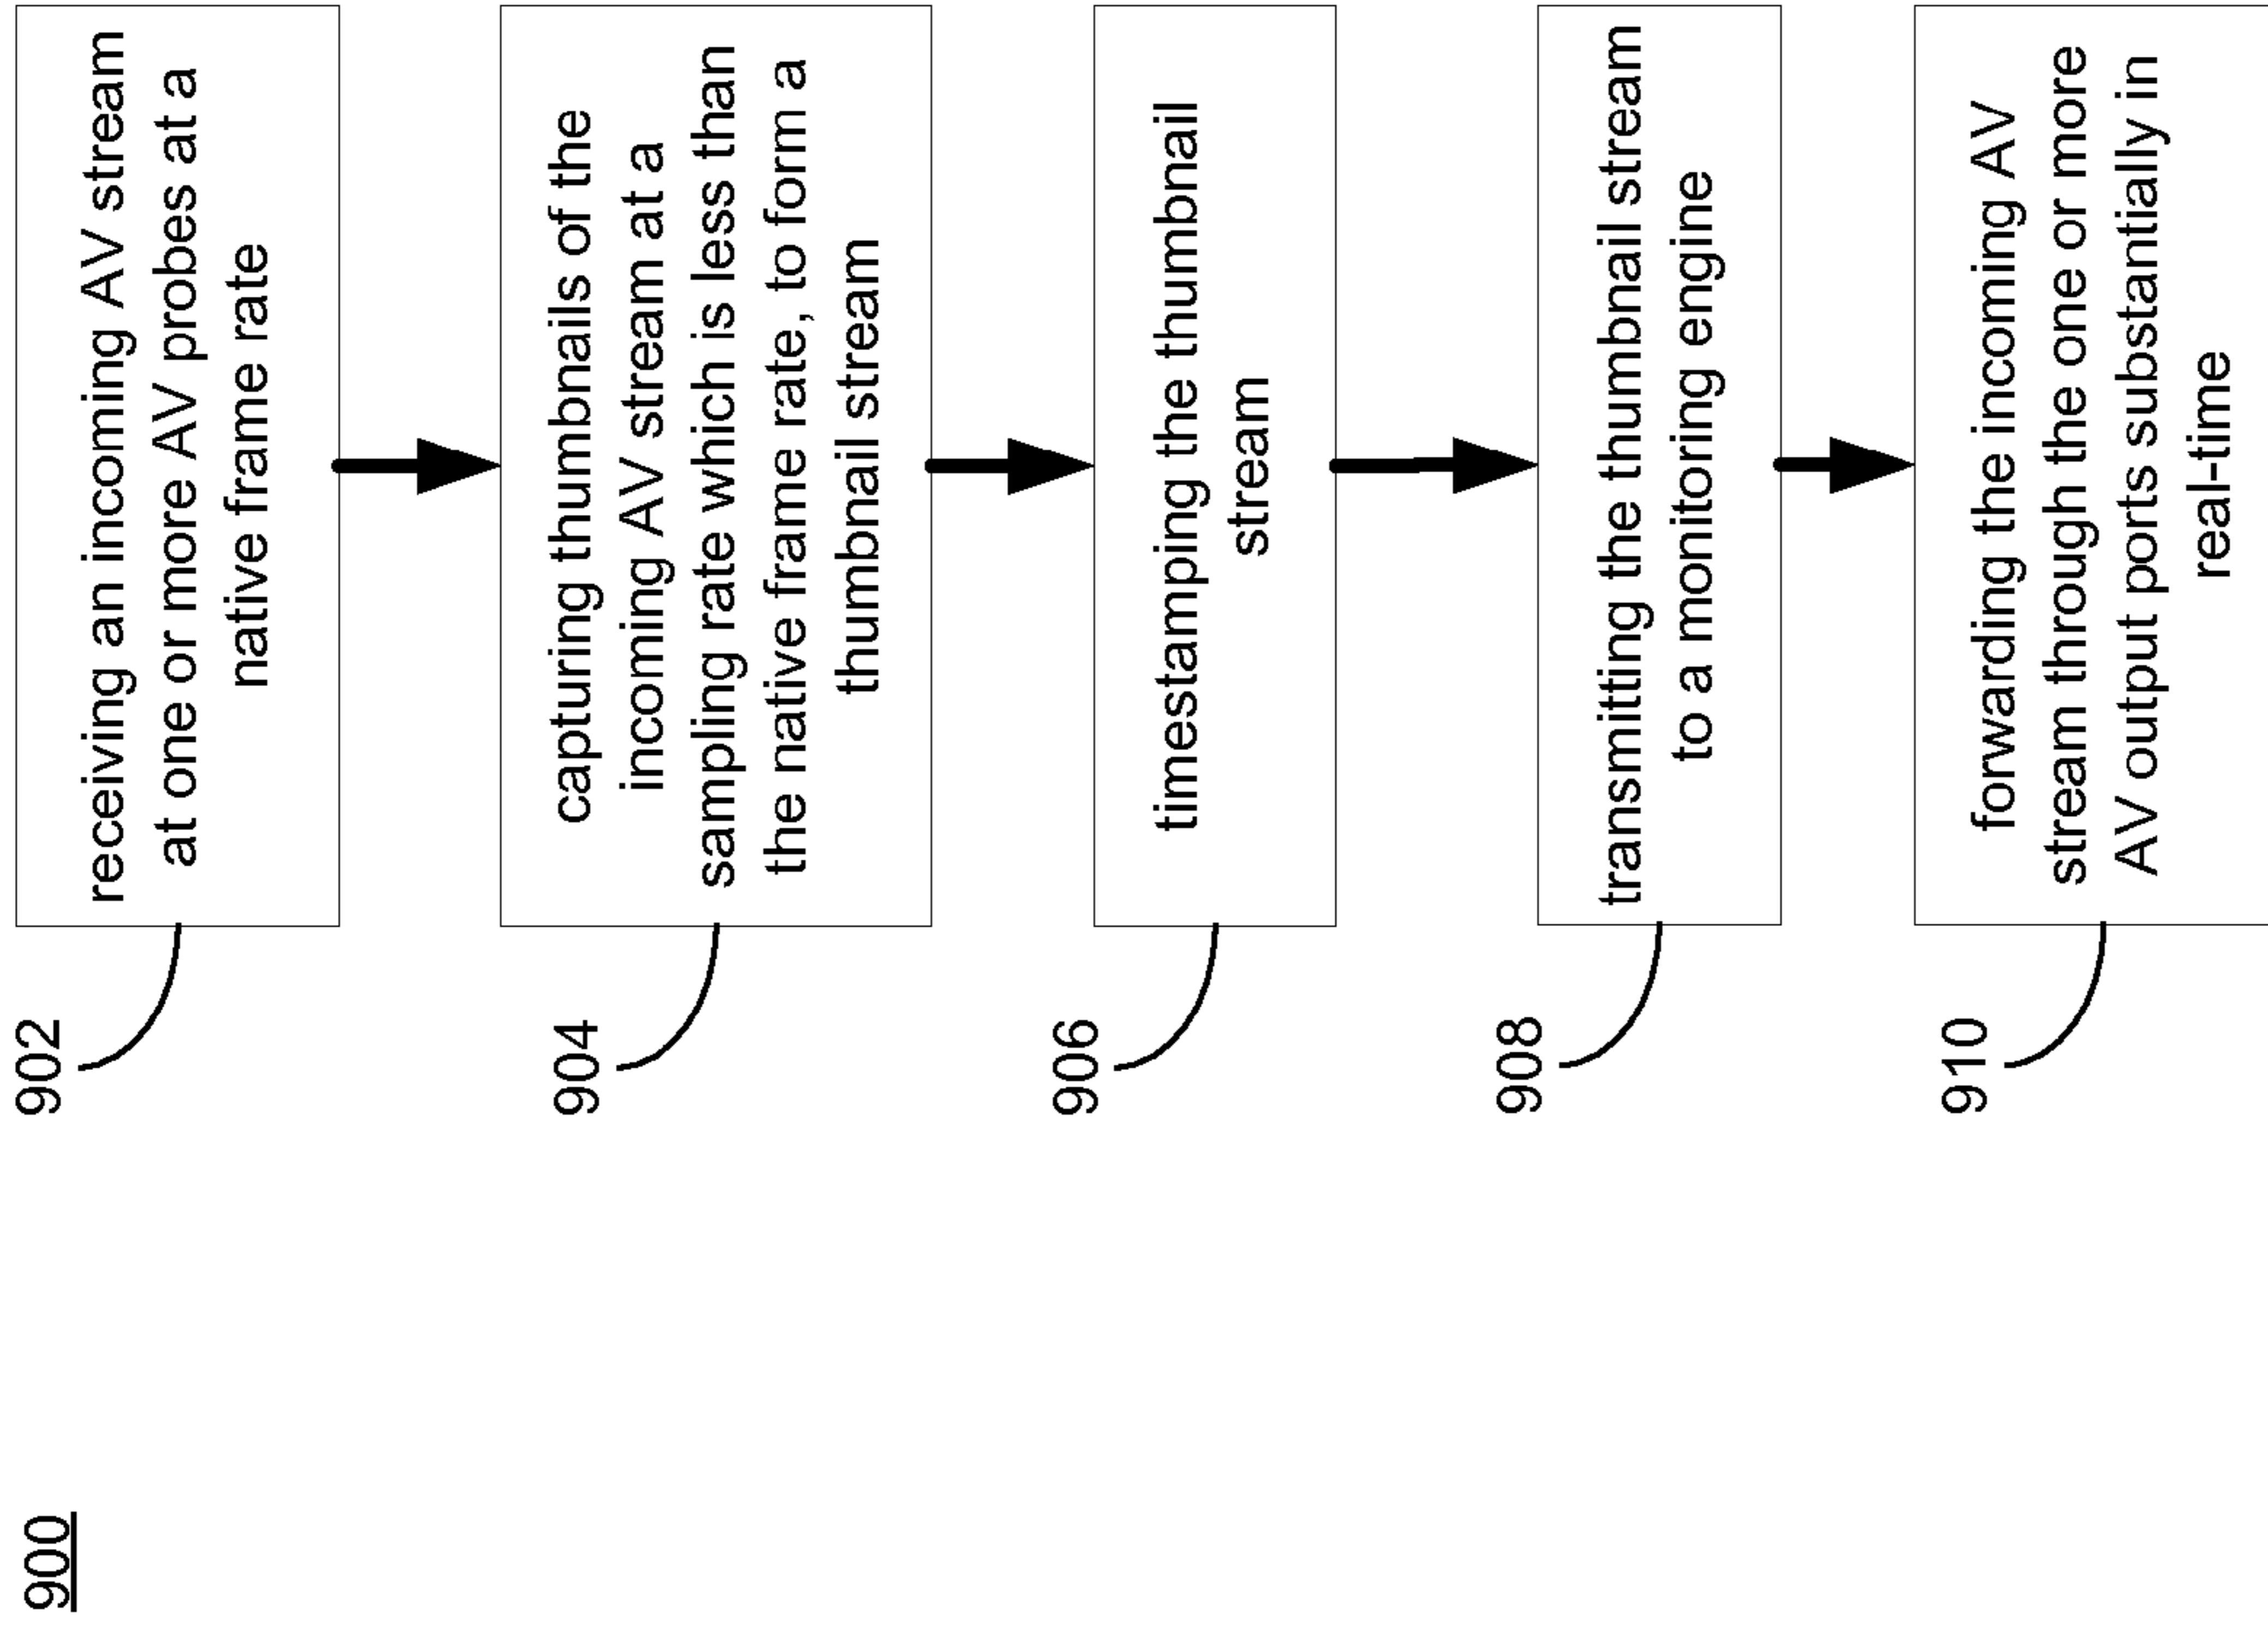 900
902
receiving an incoming AV stream
at one or more AV probes at a
native frame rate
904
capturing thumbnails of the
incoming AV stream at a
sampling rate which is less than
the native frame rate, to form a
thumbnail stream
906
timestamping the thumbnail
stream
908
transmitting the thumbnail stream
to a monitoring engine
910
forwarding the incoming AV
stream through the one or more
AV output ports substantially in
real-time